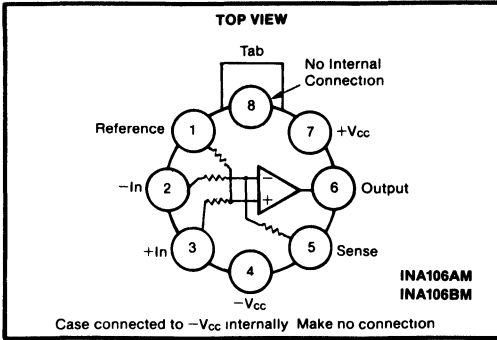 TOP VIEW
Tab
No Internal
Connection
8
Reference
1
7
+Vcc
−In
2
−
+
6
Output
+In
3
5
Sense
4
−Vcc
INA106AM
INA106BM
Case connected to −Vcc internally Make no connection